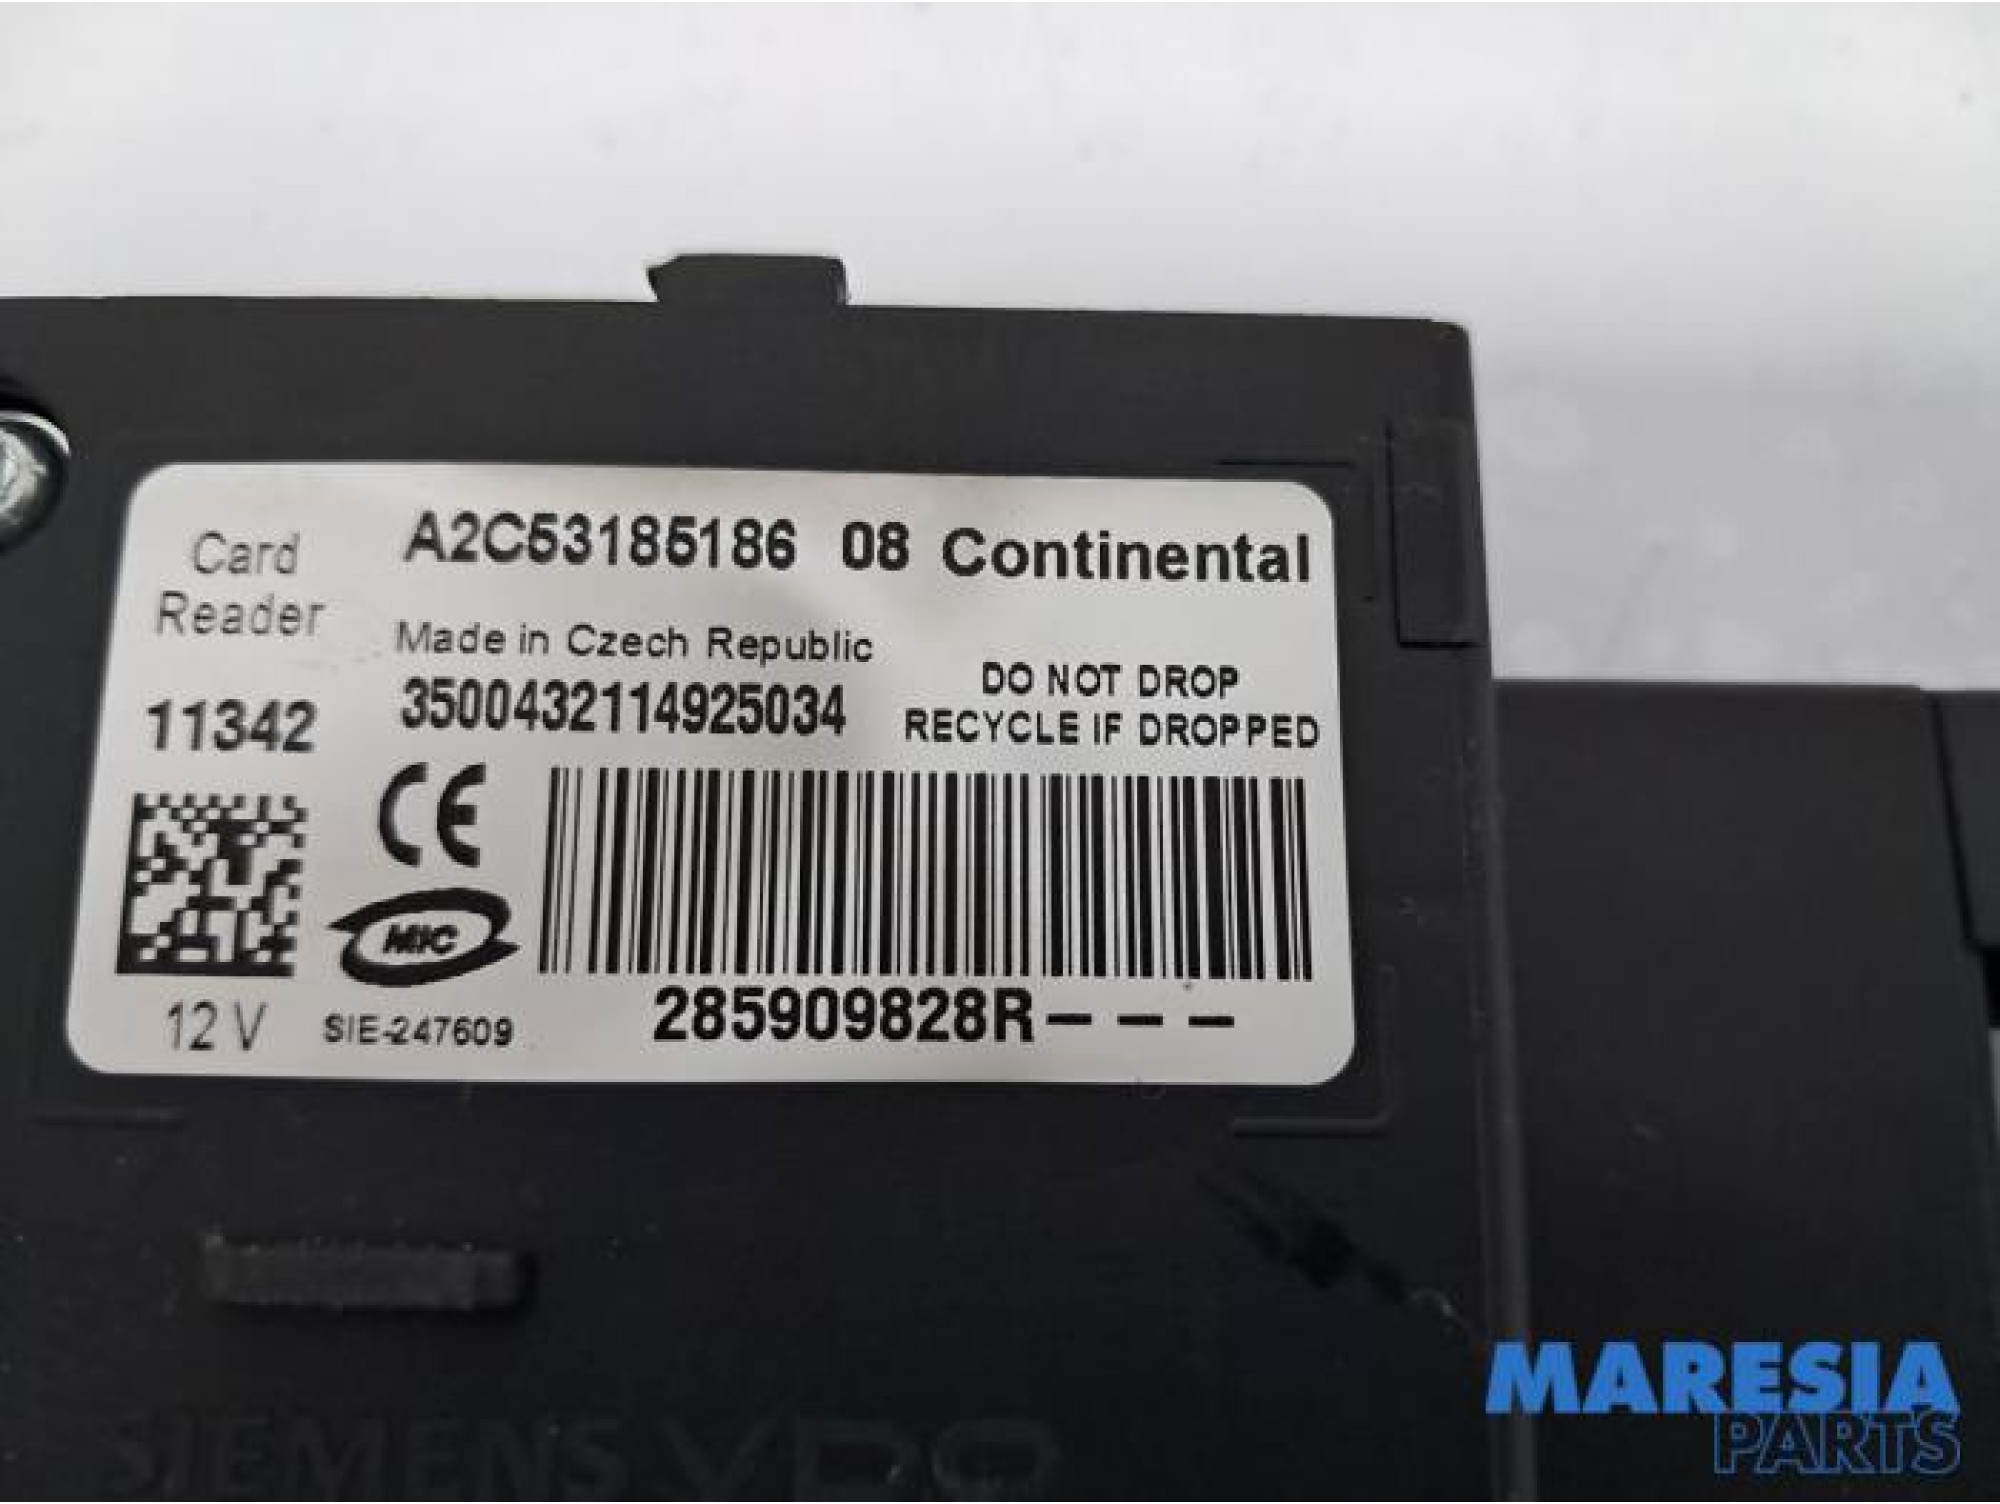 Card
Reader
11342
12 V
A2C53185186 08 Continental
Made in Czech Republic
3500432114925034
DO NOT DROP
RECYCLE IF DROPPED
CE
MIC
SIE-247609
285909828R---
SIEMENS VDO
MARESIA
PARTS